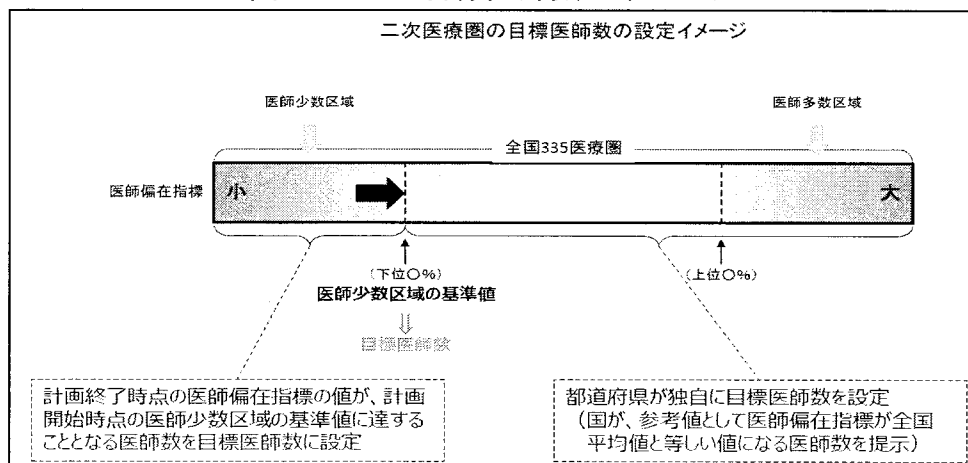 二次医療圏の目標医師数の設定イメージ
医師少数区域
医師多数区域
全国335医療圏
医師偏在指標
小
大
(下位〇%)
(上位〇%)
医師少数区域の基準値
目標医師数
計画終了時点の医師偏在指標の値が、計画
開始時点の医師少数区域の基準値に達する
こととなる医師数を目標医師数に設定
都道府県が独自に目標医師数を設定
(国が、参考値として医師偏在指標が全国
平均値と等しい値になる医師数を提示)